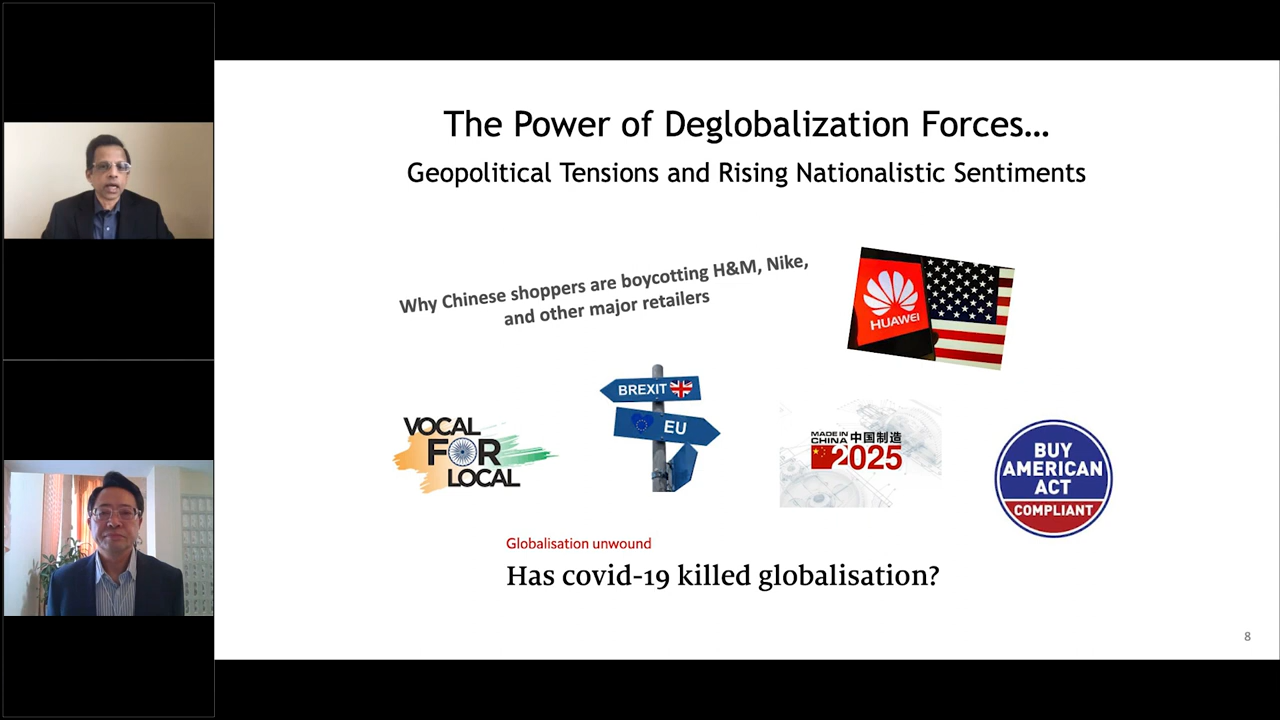 The Power of Deglobalization Forces...
Geopolitical Tensions and Rising Nationalistic Sentiments
Why Chinese shoppers are boycotting H&M, Nike,
and other major retailers
HUAWEI
BREXIT
EU
VOCAL
FOR
LOCAL
MADE IN
CHINA 中国制造
2025
BUY
AMERICAN
ACT
COMPLIANT
Globalisation unwound
Has covid-19 killed globalisation?
8